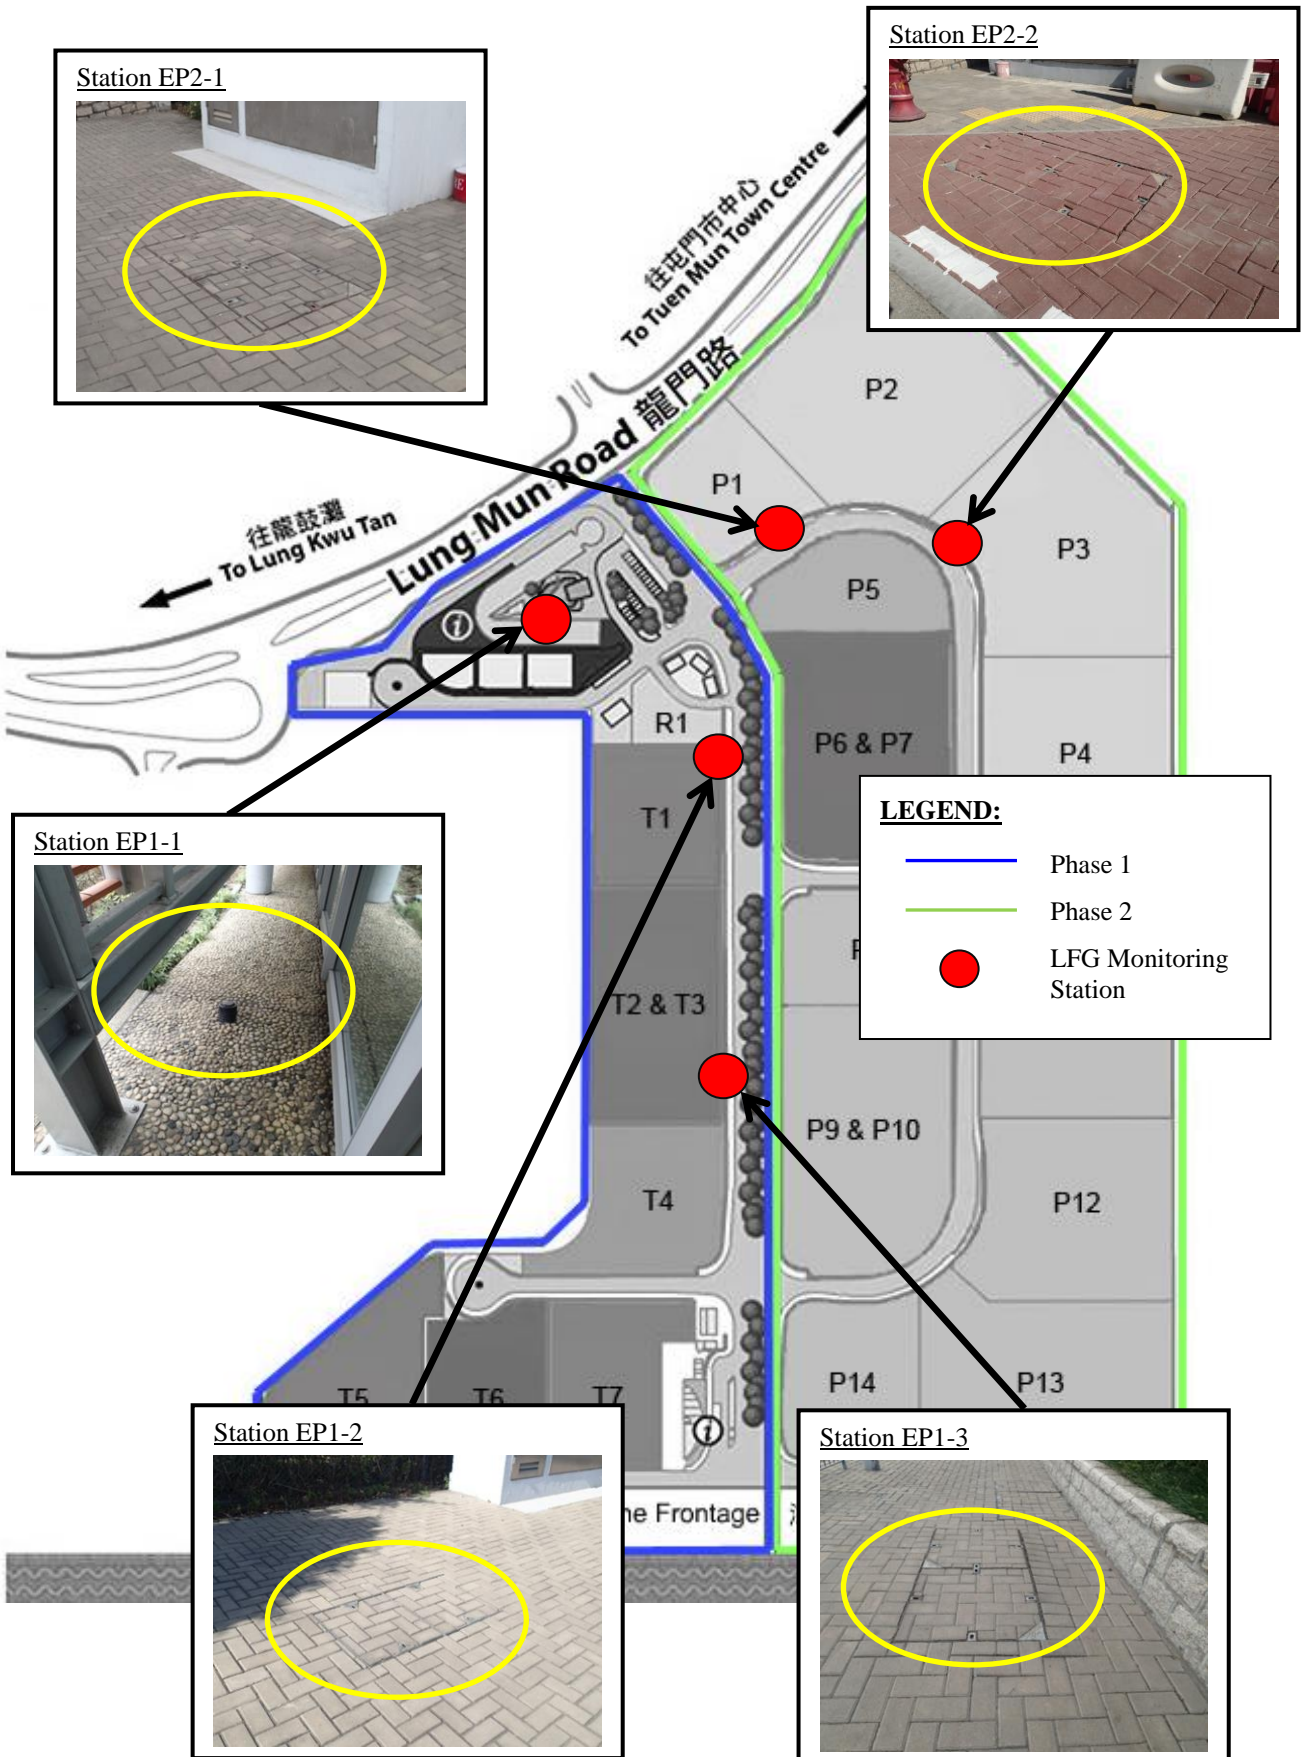 Station EP2-1
Station EP2-2
往屯門市中心
To Tuen Mun Town Centre
Lung Mun Road 龍門路
往龍鼓灘
To Lung Kwu Tan
P2
P1
P3
P5
R1
P6 & P7
P4
T1
Station EP1-1
LEGEND:
Phase 1
Phase 2
LFG Monitoring
Station
T2 & T3
P9 & P10
T4
P12
T5
T6
T7
P14
P13
Station EP1-2
Station EP1-3
ne Frontage